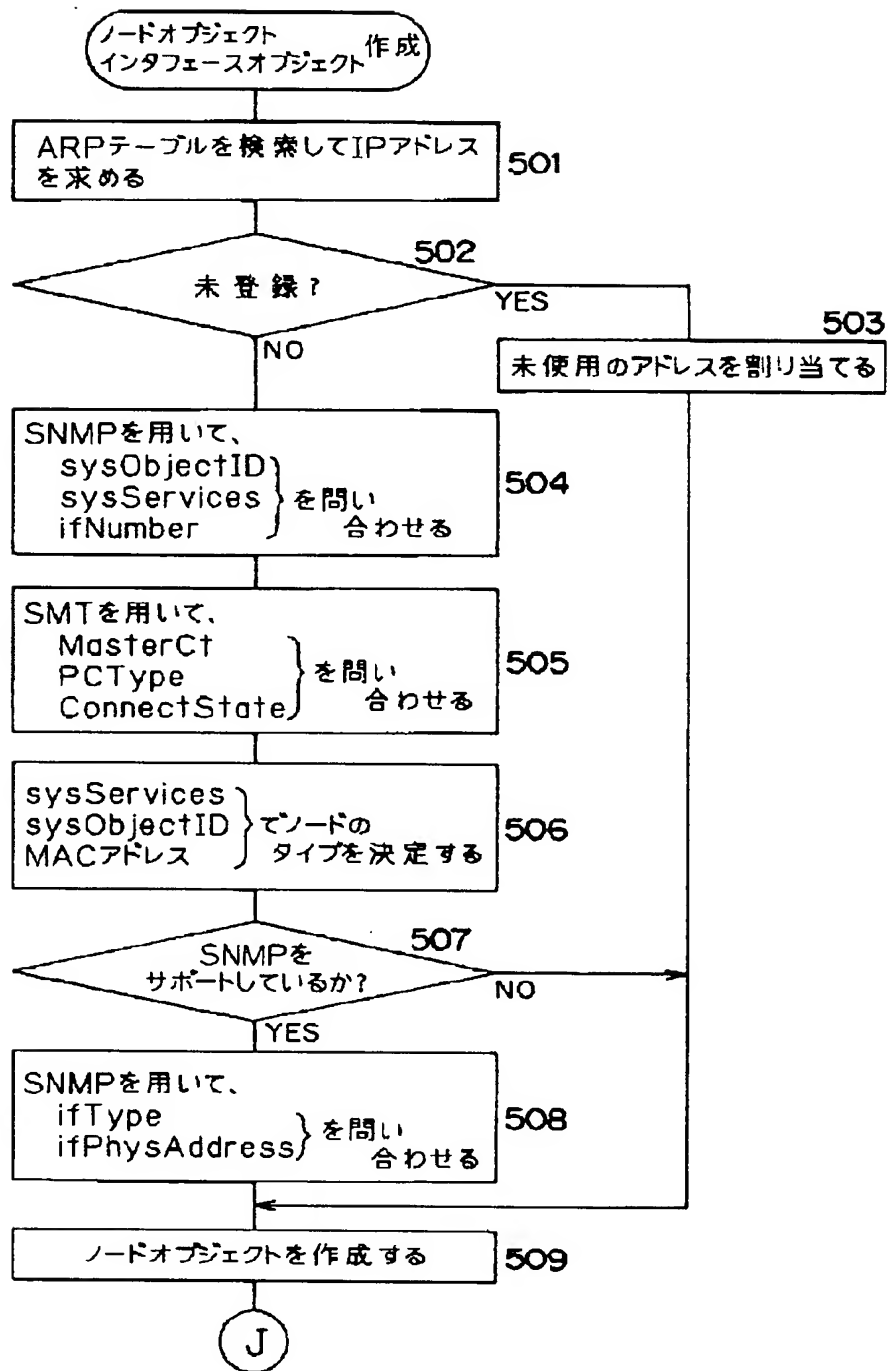 ノードオブジェクト
インタフェースオブジェクト 作成
ARPテーブルを検索してIPアドレス
を求める
501
502
未登録?
YES
NO
503
未使用のアドレスを割り当てる
SNMPを用いて、
sysObjectID
sysServices を問い
ifNumber 合わせる
504
SMTを用いて、
MasterCt
PCType を問い
ConnectState 合わせる
505
sysServices
sysObjectID でノードの
MACアドレス タイプを決定する
506
507
SNMPを
サポートしているか?
NO
YES
SNMPを用いて、
ifType を問い
ifPhysAddress 合わせる
508
ノードオブジェクトを作成する
509
J